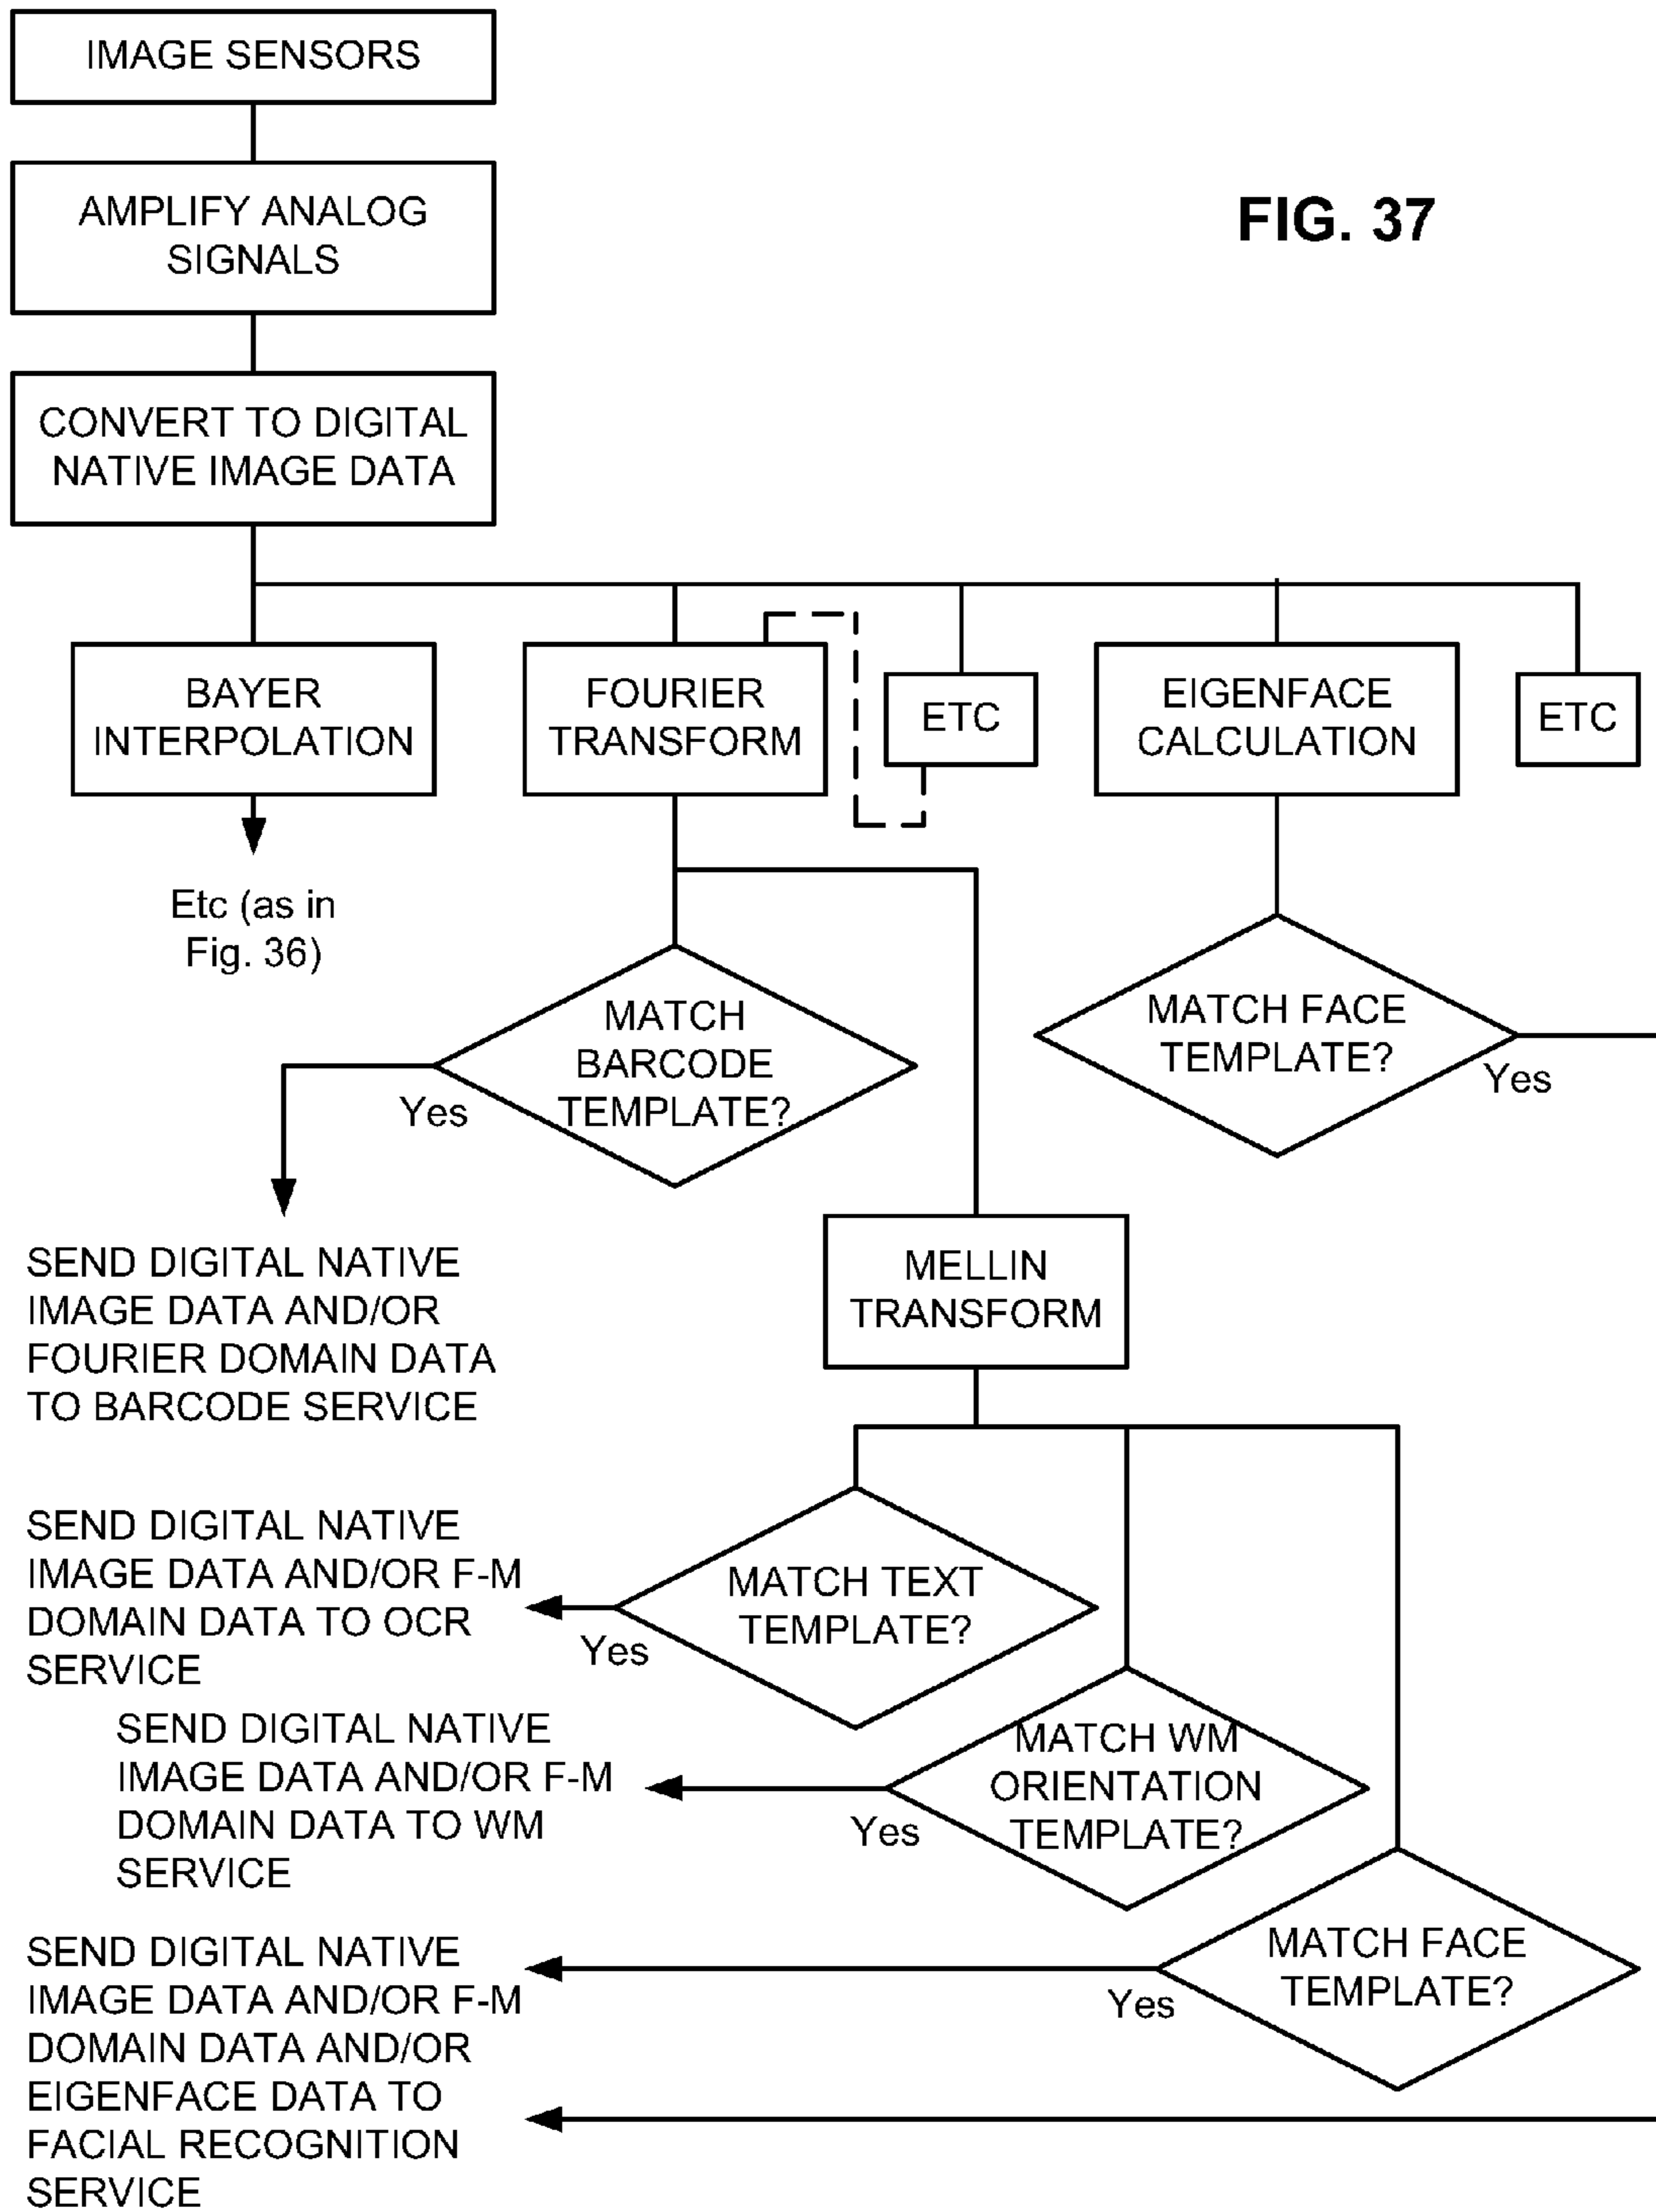 IMAGE SENSORS
AMPLIFY ANALOG
SIGNALS
FIG. 37
CONVERT TO DIGITAL
NATIVE IMAGE DATA
BAYER
INTERPOLATION
FOURIER
TRANSFORM
ETC
EIGENFACE
CALCULATION
ETC
Etc (as in
Fig. 36)
MATCH
BARCODE
TEMPLATE?
Yes
MATCH FACE
TEMPLATE?
Yes
SEND DIGITAL NATIVE
IMAGE DATA AND/OR
FOURIER DOMAIN DATA
TO BARCODE SERVICE
MELLIN
TRANSFORM
SEND DIGITAL NATIVE
IMAGE DATA AND/OR F-M
DOMAIN DATA TO OCR
SERVICE
MATCH TEXT
TEMPLATE?
Yes
SEND DIGITAL NATIVE
IMAGE DATA AND/OR F-M
DOMAIN DATA TO WM
SERVICE
MATCH WM
ORIENTATION
TEMPLATE?
Yes
SEND DIGITAL NATIVE
IMAGE DATA AND/OR F-M
DOMAIN DATA AND/OR
EIGENFACE DATA TO
FACIAL RECOGNITION
SERVICE
MATCH FACE
TEMPLATE?
Yes